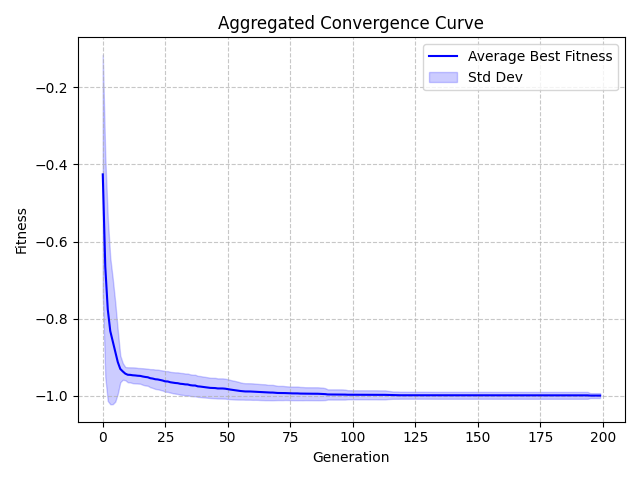 Aggregated Convergence Curve
Average Best Fitness
Std Dev
Fitness
−0.2
−0.4
−0.6
−0.8
−1.0
0 25 50 75 100 125 150 175 200
Generation